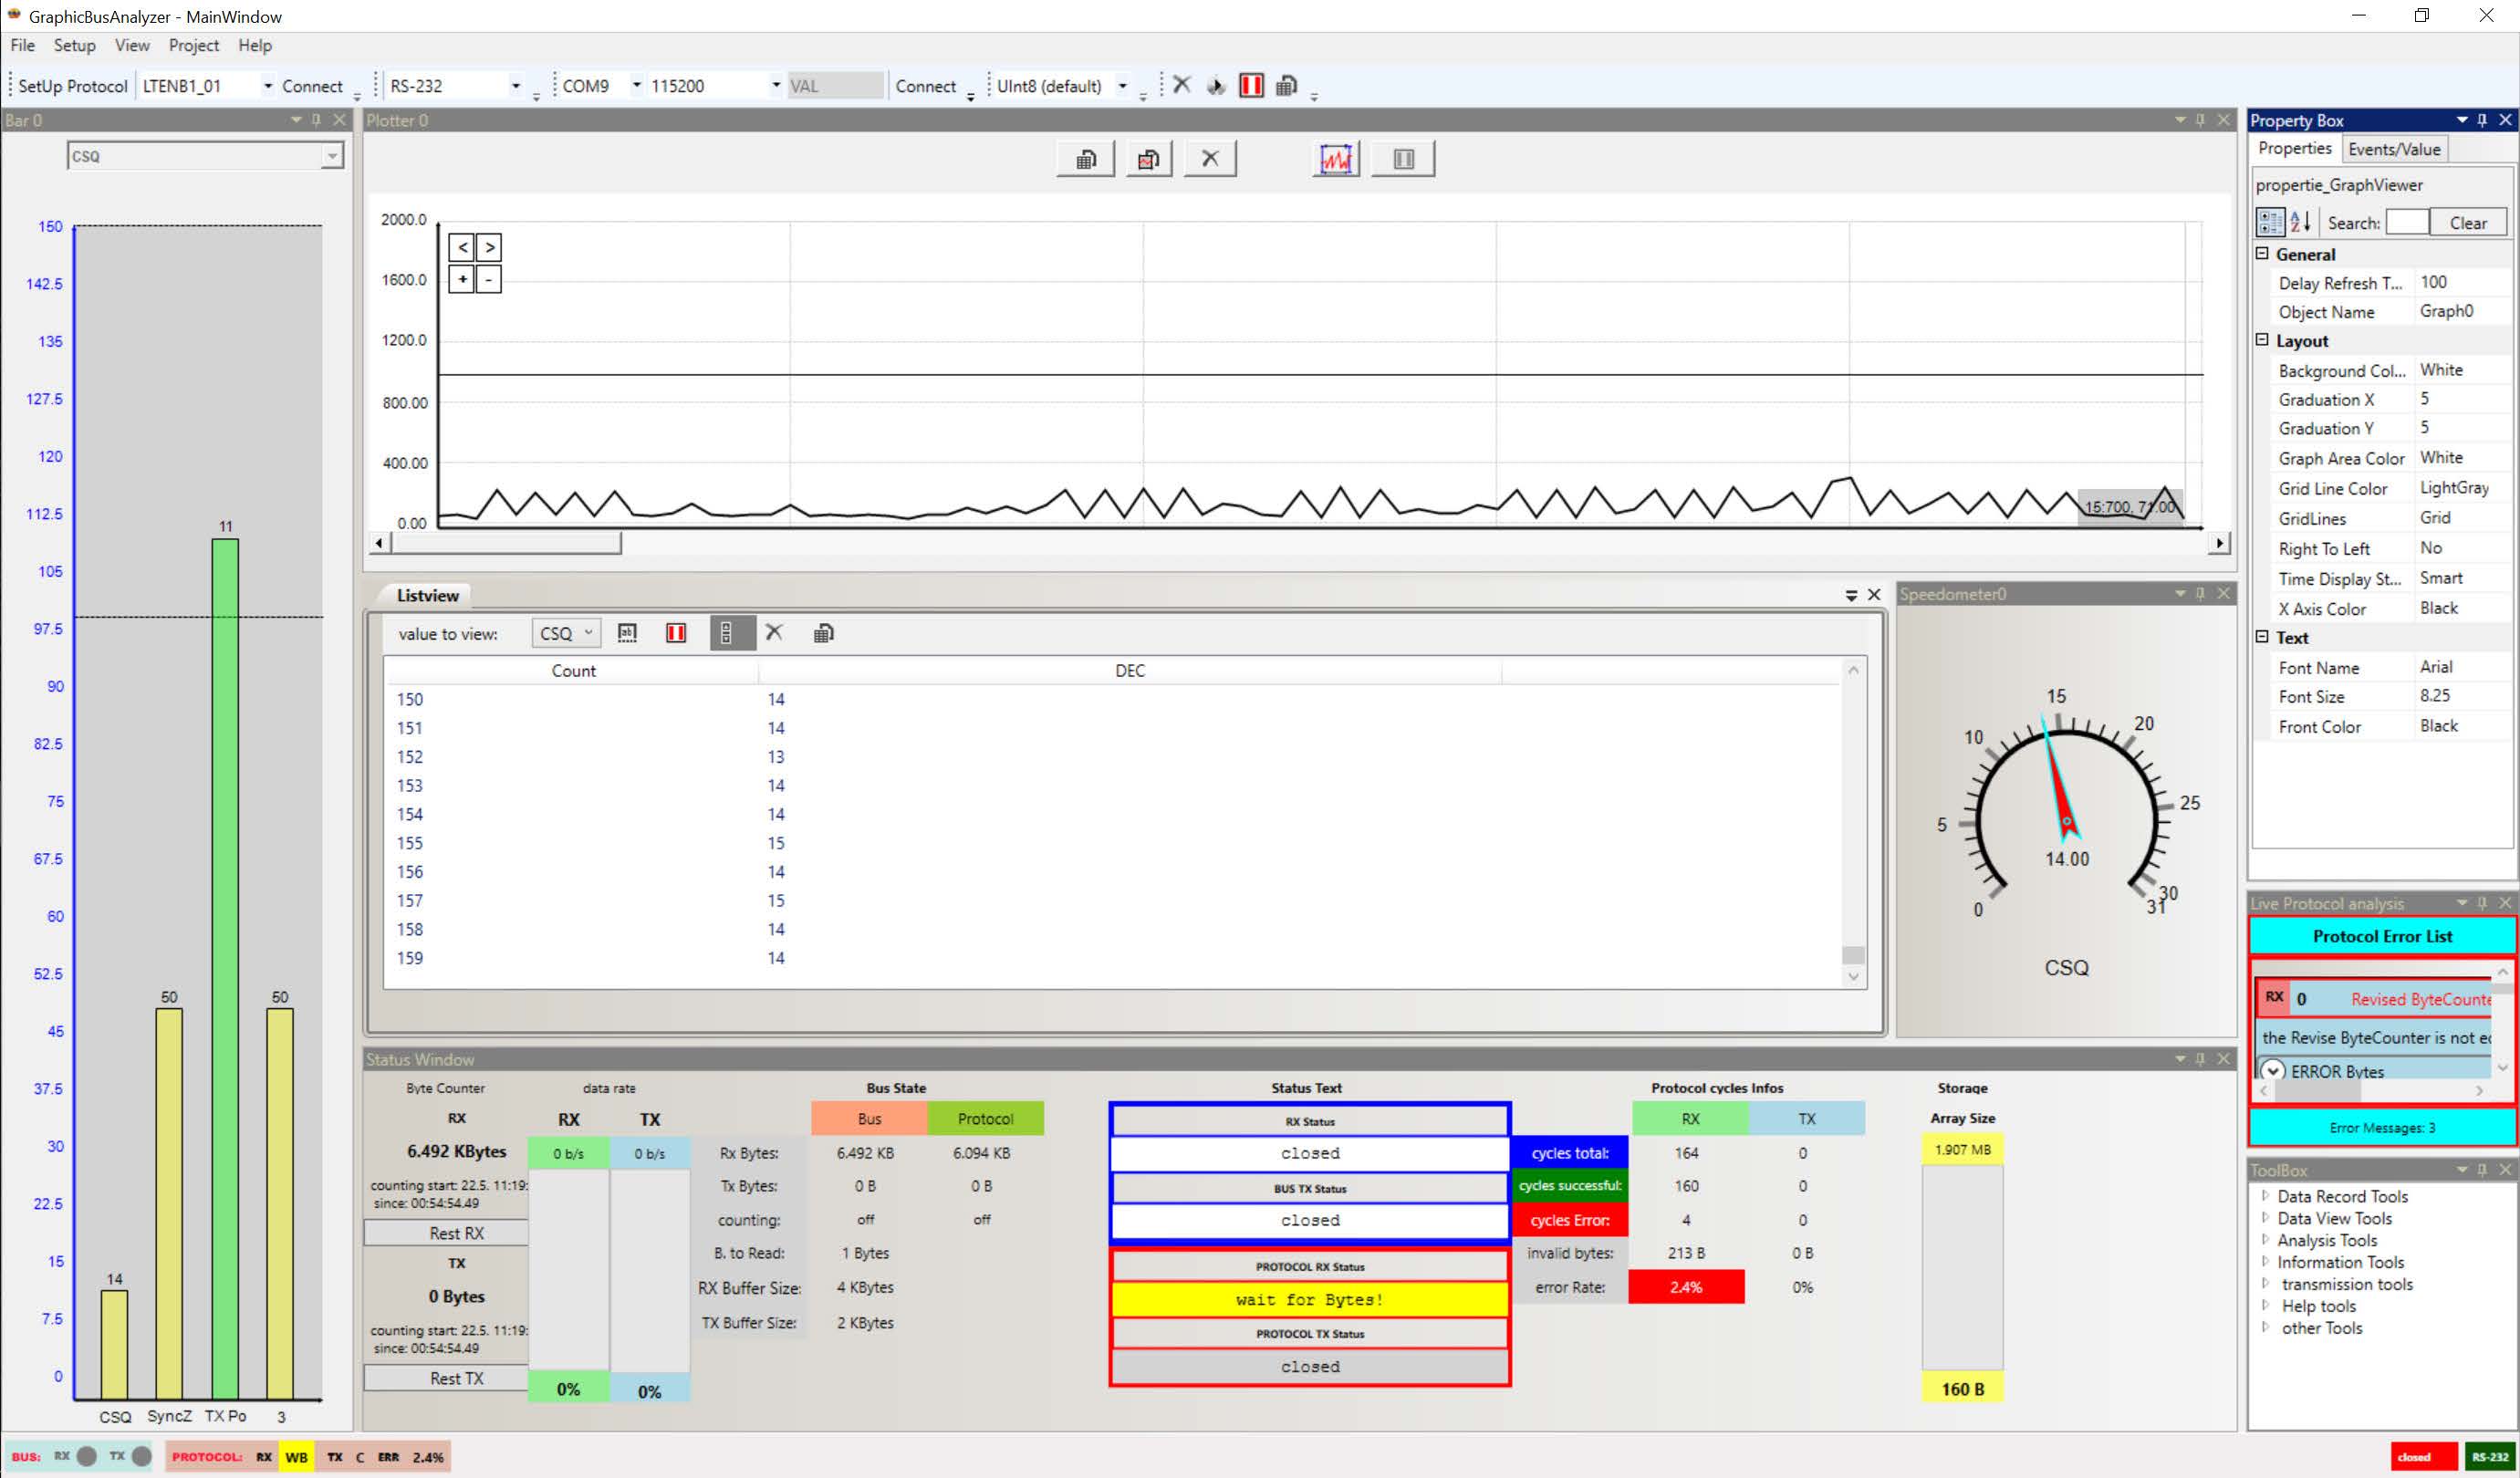 GraphicBusAnalyzer - MainWindow
File Setup View Project Help
SetUp Protocol LTENB1_01 Connect RS-232 COM9 115200 VAL Connect UInt8 (default)
Bar 0
CSQ
150
142.5
135
127.5
120
112.5
105
97.5
90
82.5
75
67.5
60
52.5
45
37.5
30
22.5
15
7.5
0
11
50
50
14
CSQ SyncZ TX Po 3
Plotter 0
2000.0
1600.0
1200.0
800.00
400.00
0.00
< >
+ -
15:700, 71.00
Listview
value to view: CSQ
Count DEC
150 14
151 14
152 13
153 14
154 14
155 15
156 14
157 15
158 14
159 14
Speedometer0
0
5
10
15
20
25
30
31
14.00
CSQ
Status Window
Byte Counter data rate Bus State Status Text Protocol cycles Infos Storage
RX
6.492 KBytes
counting start: 22.5. 11:19:
since: 00:54:54.49
Rest RX
TX
0 Bytes
counting start: 22.5. 11:19:
since: 00:54:54.49
Rest TX
RX TX
0 b/s 0 b/s
0% 0%
Bus Protocol
Rx Bytes: 6.492 KB 6.094 KB
Tx Bytes: 0 B 0 B
counting: off off
B. to Read: 1 Bytes
RX Buffer Size: 4 KBytes
TX Buffer Size: 2 KBytes
RX Status
closed
BUS TX Status
closed
PROTOCOL RX Status
wait for Bytes!
PROTOCOL TX Status
closed
RX TX
cycles total: 164 0
cycles successful: 160 0
cycles Error: 4 0
invalid bytes: 213 B 0 B
error Rate: 2.4% 0%
Array Size
1.907 MB
160 B
Property Box
Properties Events/Value
propertie_GraphViewer
Search: Clear
General
Delay Refresh T... 100
Object Name Graph0
Layout
Background Col... White
Graduation X 5
Graduation Y 5
Graph Area Color White
Grid Line Color LightGray
GridLines Grid
Right To Left No
Time Display St... Smart
X Axis Color Black
Text
Font Name Arial
Font Size 8.25
Front Color Black
Live Protocol analysis
Protocol Error List
RX 0 Revised ByteCounte
the Revise ByteCounter is not
ERROR Bytes
Error Messages: 3
ToolBox
Data Record Tools
Data View Tools
Analysis Tools
Information Tools
transmission tools
Help tools
other Tools
BUS: RX TX PROTOCOL: RX WB TX C ERR 2.4%
closed RS-232